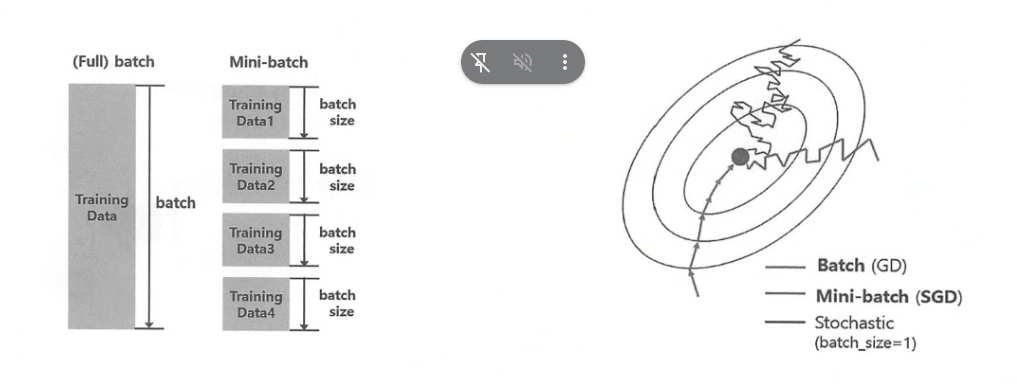 (Full) batch
Mini-batch
Training
Data
batch
Training
Data1
batch
size
Training
Data2
batch
size
Training
Data3
batch
size
Training
Data4
batch
size
Batch (GD)
Mini-batch (SGD)
Stochastic
(batch_size=1)